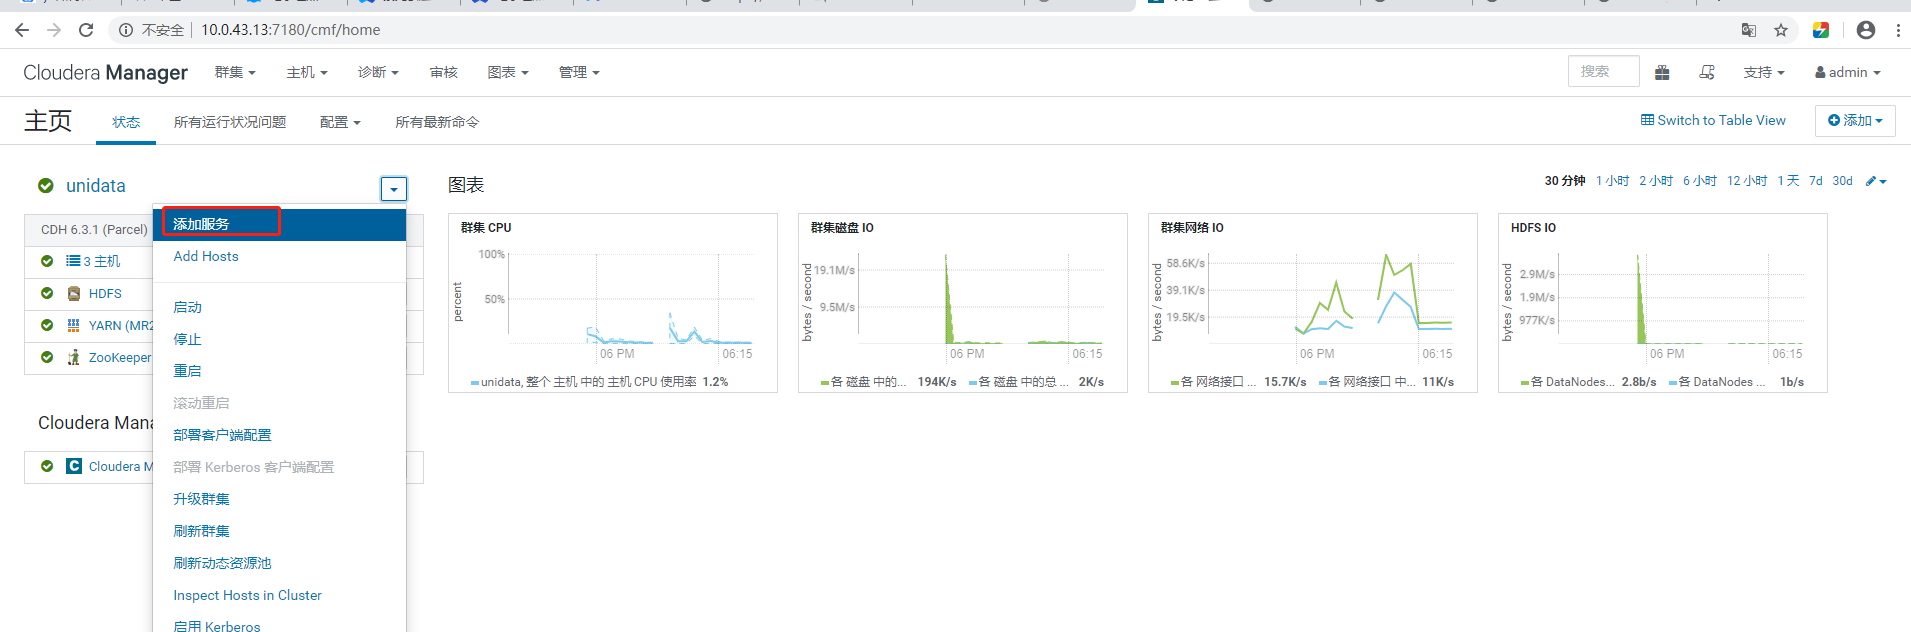 不安全 10.0.43.13:7180/cmf/home
Cloudera Manager 群集 主机 诊断 审核 图表 管理 搜索 支持 admin
主页 状态 所有运行状况问题 配置 所有最新命令 Switch to Table View 添加
unidata
CDH 6.3.1 (Parcel)
3 主机
HDFS
YARN (MR2
ZooKeeper
Cloudera Mana
Cloudera M
添加服务
Add Hosts
启动
停止
重启
滚动重启
部署客户端配置
部署 Kerberos 客户端配置
升级群集
刷新群集
刷新动态资源池
Inspect Hosts in Cluster
启用 Kerberos
图表
30 分钟 1 小时 2 小时 6 小时 12 小时 1 天 7d 30d
群集 CPU
percent
100%
50%
06 PM 06:15
unidata, 整个 主机 中的 主机 CPU 使用率 1.2%
群集磁盘 IO
bytes / second
19.1M/s
9.5M/s
06 PM 06:15
各 磁盘 中的... 194K/s 各 磁盘 中的总 ... 2K/s
群集网络 IO
bytes / second
58.6K/s
39.1K/s
19.5K/s
06 PM 06:15
各 网络接口 ... 15.7K/s 各 网络接口 中... 11K/s
HDFS IO
bytes / second
2.9M/s
1.9M/s
977K/s
06 PM 06:15
各 DataNodes... 2.8b/s 各 DataNodes ... 1b/s